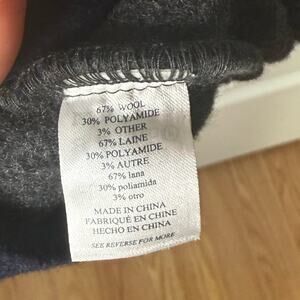 67% WOOL
30% POLYAMIDE
3% OTHER
67% LAINE
30% POLYAMIDE
3% AUTRE
67% lana
30% poliamida
3% otro
MADE IN CHINA
FABRIQUÉ EN CHINE
HECHO EN CHINA
SEE REVERSE FOR MORE